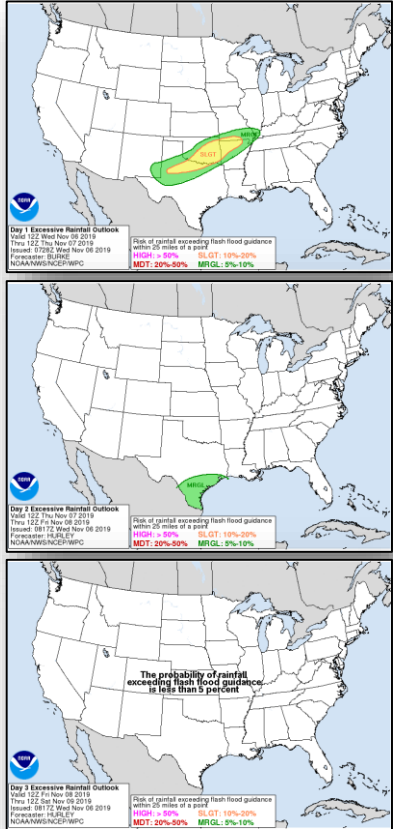 MRGL
SLGT
NOAA
Day 1 Excessive Rainfall Outlook
Valid 12Z Wed Nov 06 2019
Thru 12Z Thu Nov 07 2019
Issued: 0728Z Wed Nov 06 2019
Forecaster: BURKE
NOAA/NWS/NCEP/WPC
Risk of rainfall exceeding flash flood guidance
within 25 miles of a point
HIGH: > 50% SLGT: 10%-20%
MDT: 20%-50% MRGL: 5%-10%
MRGL
NOAA
Day 2 Excessive Rainfall Outlook
Valid 12Z Thu Nov 07 2019
Thru 12Z Fri Nov 08 2019
Issued: 0817Z Wed Nov 06 2019
Forecaster: HURLEY
NOAA/NWS/NCEP/WPC
Risk of rainfall exceeding flash flood guidance
within 25 miles of a point
HIGH: > 50% SLGT: 10%-20%
MDT: 20%-50% MRGL: 5%-10%
The probability of rainfall
exceeding flash flood guidance
is less than 5 percent
NOAA
Day 3 Excessive Rainfall Outlook
Valid 12Z Fri Nov 08 2019
Thru 12Z Sat Nov 09 2019
Issued: 0817Z Wed Nov 06 2019
Forecaster: HURLEY
NOAA/NWS/NCEP/WPC
Risk of rainfall exceeding flash flood guidance
within 25 miles of a point
HIGH: > 50% SLGT: 10%-20%
MDT: 20%-50% MRGL: 5%-10%